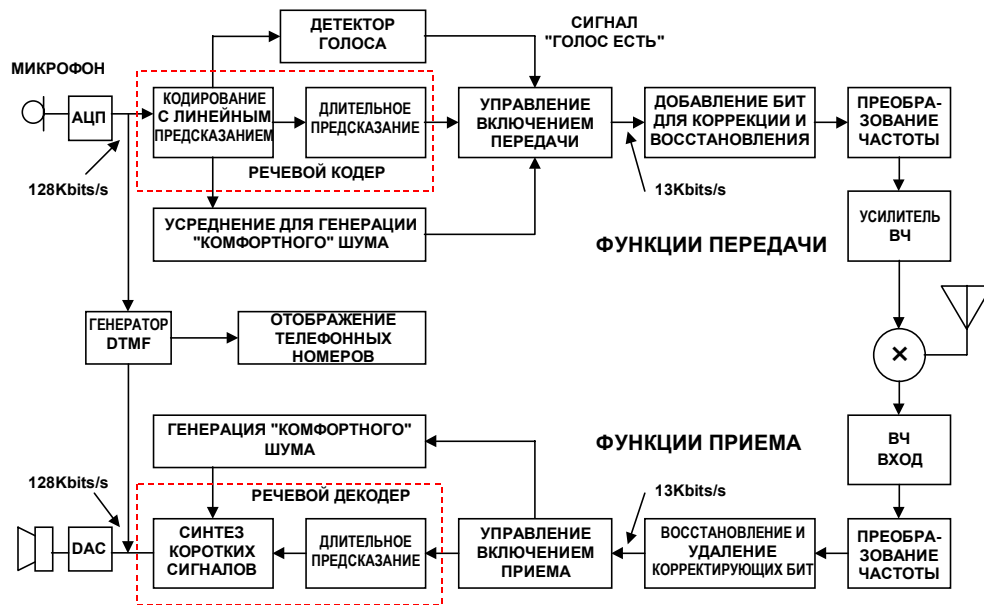 ДЕТЕКТОР
ГОЛОСА
СИГНАЛ
"ГОЛОС ЕСТЬ"
МИКРОФОН
АЦП
128Kbits/s
КОДИРОВАНИЕ
С ЛИНЕЙНЫМ
ПРЕДСКАЗАНИЕМ
ДЛИТЕЛЬНОЕ
ПРЕДСКАЗАНИЕ
РЕЧЕВОЙ КОДЕР
УПРАВЛЕНИЕ
ВКЛЮЧЕНИЕМ
ПЕРЕДАЧИ
13Kbits/s
ДОБАВЛЕНИЕ БИТ
ДЛЯ КОРРЕКЦИИ И
ВОССТАНОВЛЕНИЯ
ПРЕОБРА-
ЗОВАНИЕ
ЧАСТОТЫ
УСРЕДНЕНИЕ ДЛЯ ГЕНЕРАЦИИ
"КОМФОРТНОГО" ШУМА
ФУНКЦИИ ПЕРЕДАЧИ
УСИЛИТЕЛЬ
ВЧ
ГЕНЕРАТОР
DTMF
ОТОБРАЖЕНИЕ
ТЕЛЕФОННЫХ
НОМЕРОВ
×
ГЕНЕРАЦИЯ "КОМФОРТНОГО"
ШУМА
ФУНКЦИИ ПРИЕМА
ВЧ
ВХОД
128Kbits/s
РЕЧЕВОЙ ДЕКОДЕР
13Kbits/s
DAC
СИНТЕЗ
КОРОТКИХ
СИГНАЛОВ
ДЛИТЕЛЬНОЕ
ПРЕДСКАЗАНИЕ
УПРАВЛЕНИЕ
ВКЛЮЧЕНИЕМ
ПРИЕМА
ВОССТАНОВЛЕНИЕ И
УДАЛЕНИЕ
КОРРЕКТИРУЮЩИХ БИТ
ПРЕОБРА-
ЗОВАНИЕ
ЧАСТОТЫ